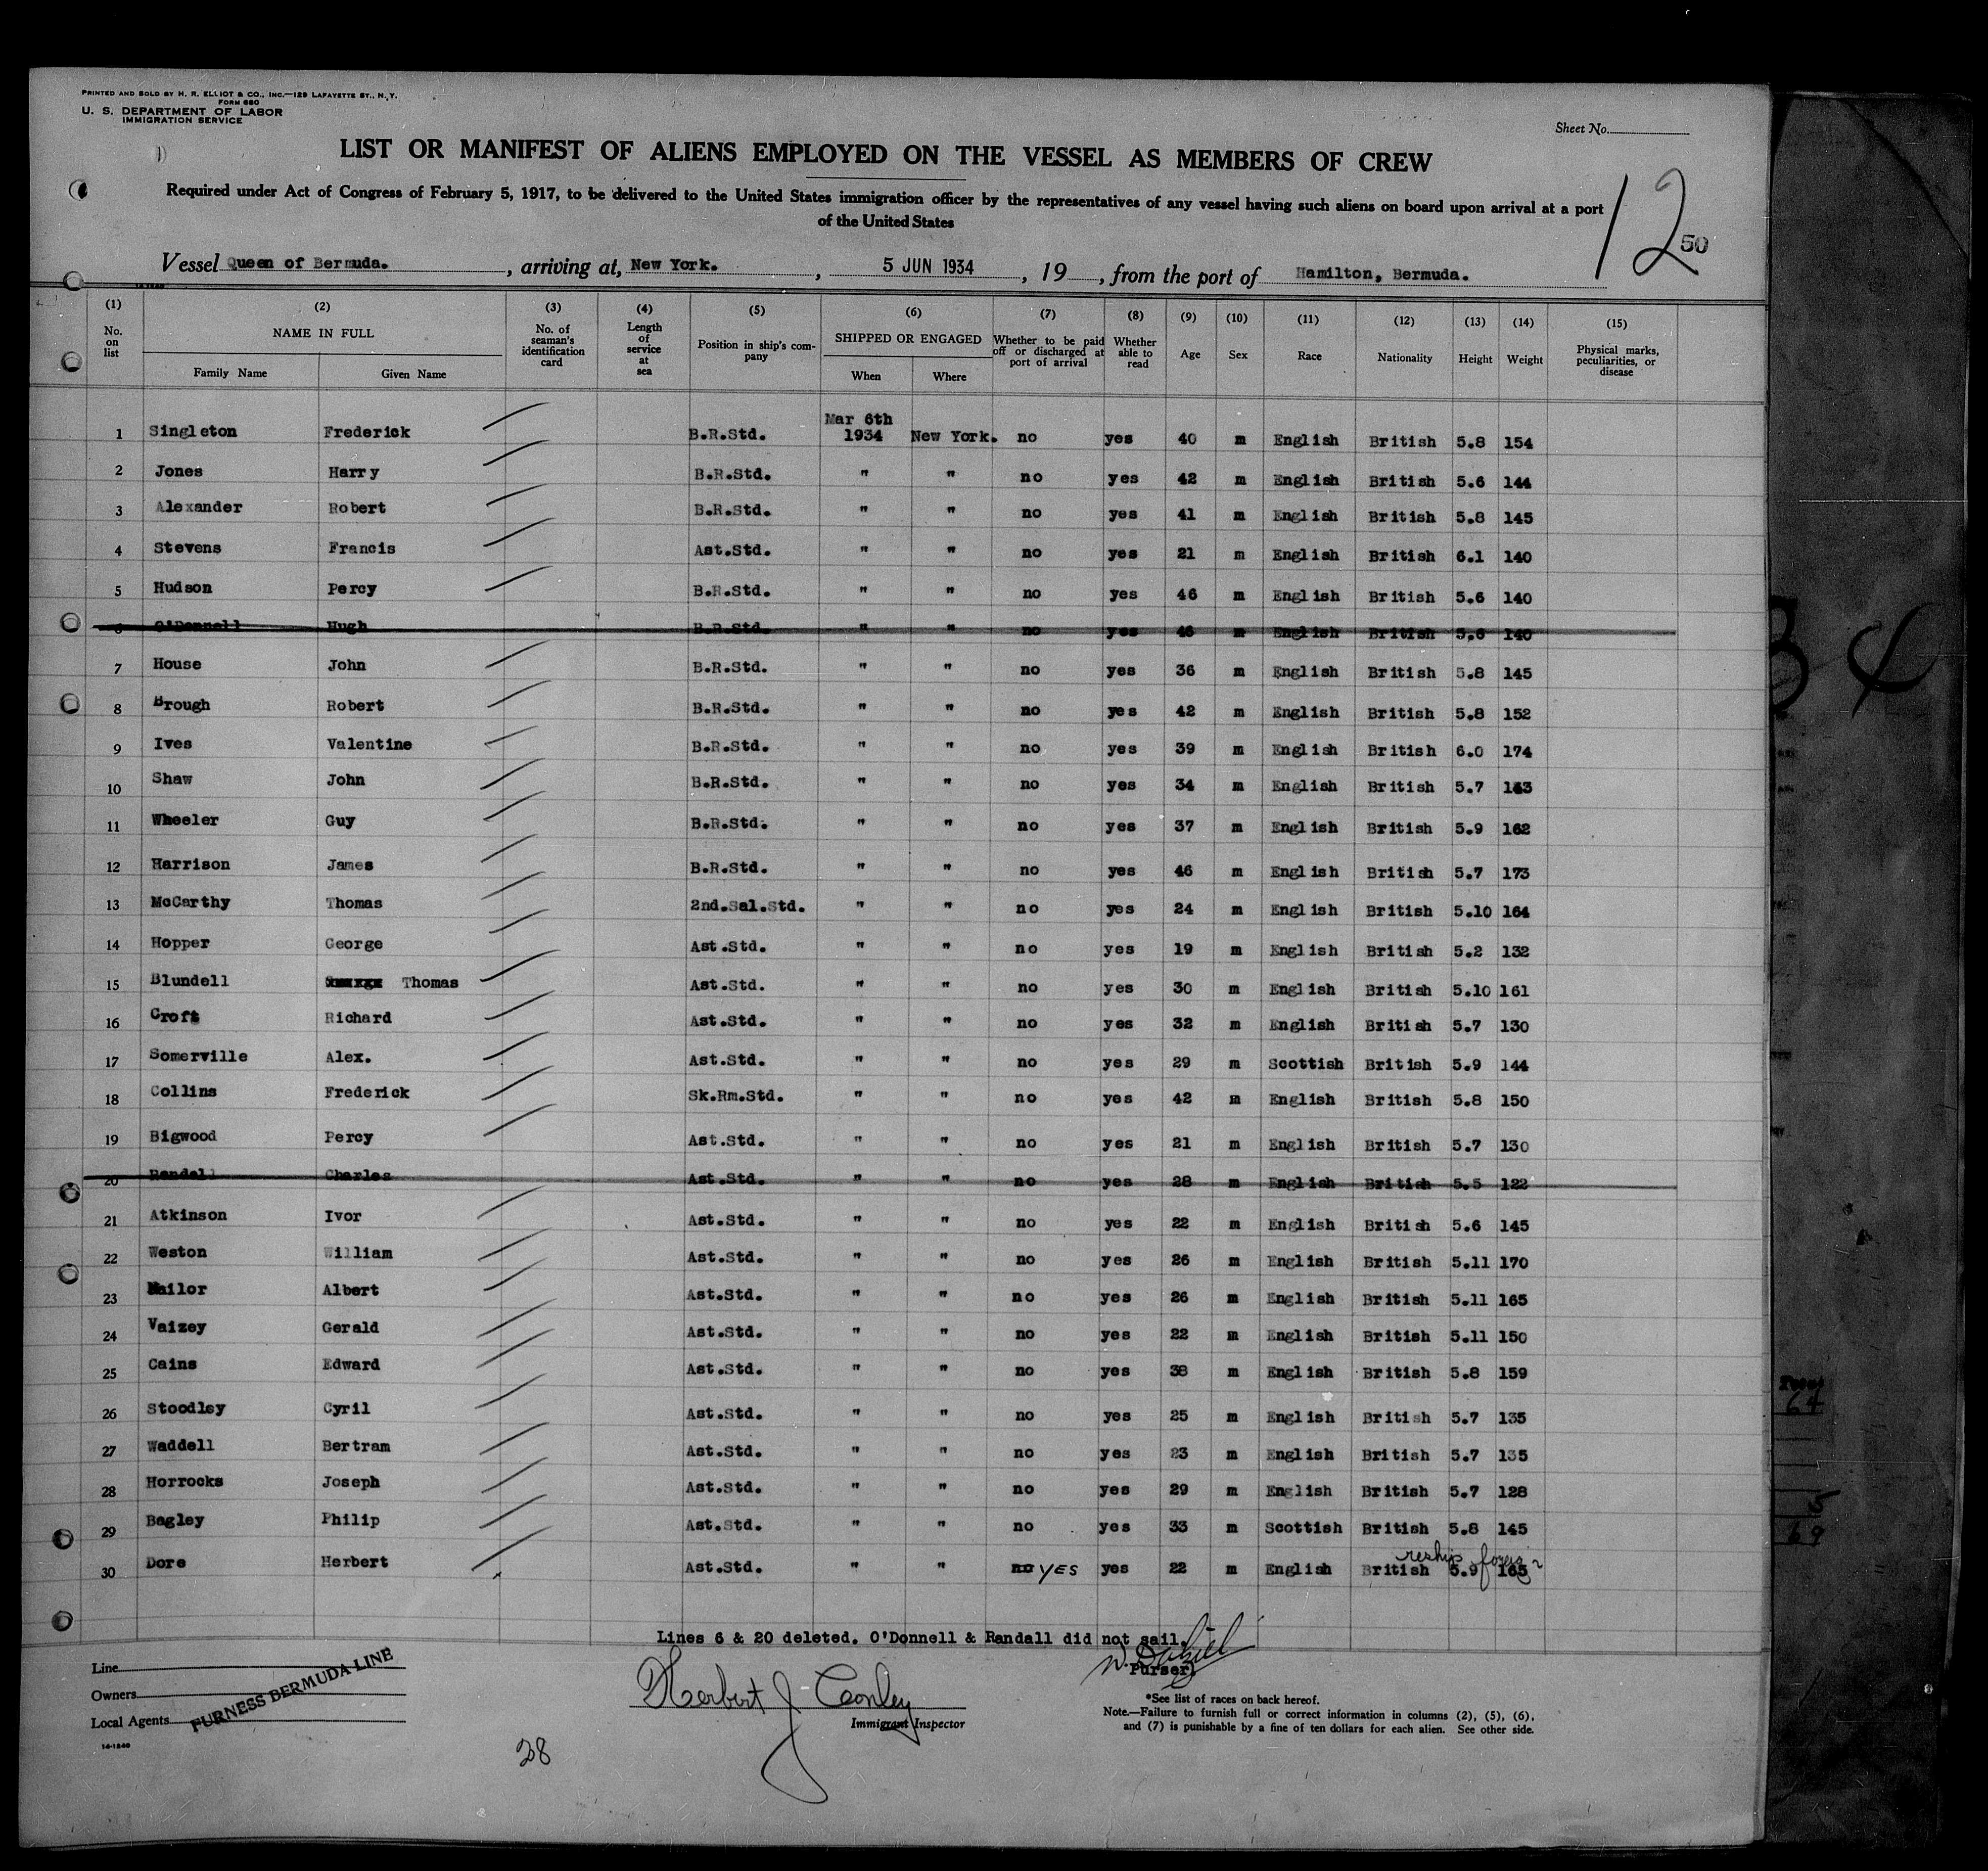 PRINTED AND SOLD BY H. R. ELLIOT & CO., INC.—129 LAFAYETTE ST., N.Y.
FORM 680
U. S. DEPARTMENT OF LABOR
IMMIGRATION SERVICE
Sheet No.
LIST OR MANIFEST OF ALIENS EMPLOYED ON THE VESSEL AS MEMBERS OF CREW
Required under Act of Congress of February 5, 1917, to be delivered to the United States immigration officer by the representatives of any vessel having such aliens on board upon arrival at a port
of the United States
12
50
Vessel Queen of Bermuda. , arriving at, New York. , 5 JUN 1934 , 19 , from the port of Hamilton, Bermuda.
(1) (2) (3) (4) (5) (6) (7) (8) (9) (10) (11) (12) (13) (14) (15)
No. on list NAME IN FULL Family Name Given Name No. of seaman's identification card Length of service at sea Position in ship's company SHIPPED OR ENGAGED When Where Whether to be paid off or discharged at port of arrival Whether able to read Age Sex Race Nationality Height Weight Physical marks, peculiarities, or disease
1 Singleton Frederick B.R.Std. Mar 6th 1934 New York. no yes 40 m English British 5.8 154
2 Jones Harry B.R.Std. " " no yes 42 m English British 5.6 144
3 Alexander Robert B.R.Std. " " no yes 41 m English British 5.8 145
4 Stevens Francis Ast.Std. " " no yes 21 m English British 6.1 140
5 Hudson Percy B.R.Std. " " no yes 46 m English British 5.6 140
6 O'Donnell Hugh B.R.Std. " " no yes 46 m English British 5.6 140
7 House John B.R.Std. " " no yes 36 m English British 5.8 145
8 Brough Robert B.R.Std. " " no yes 42 m English British 5.8 152
9 Ives Valentine B.R.Std. " " no yes 39 m English British 6.0 174
10 Shaw John B.R.Std. " " no yes 34 m English British 5.7
11 Wheeler Guy B.R.Std. " " no yes 37 m English British 5.9 162
12 Harrison James B.R.Std. " " no yes 46 m English British 5.7 173
13 McCarthy Thomas 2nd.Sal.Std. " " no yes 24 m English British 5.10 164
14 Hopper George Ast.Std. " " no yes 19 m English British 5.2 132
15 Blundell Thomas Ast.Std. " " no yes 30 m English British 5.10 161
16 Croft Richard Ast.Std. " " no yes 32 m English British 5.7 130
17 Somerville Alex. Ast.Std. " " no yes 29 m Scottish British 5.9 144
18 Collins Frederick Sk.Rm.Std. " " no yes 42 m English British 5.8 150
19 Bigwood Percy Ast.Std. " " no yes 21 m English British 5.7 130
20 Randall Charles Ast.Std. " " no yes 28 m English British 5.5 122
21 Atkinson Ivor Ast.Std. " " no yes 22 m English British 5.6 145
22 Weston William Ast.Std. " " no yes 26 m English British 5.11 170
23 Nailor Albert Ast.Std. " " no yes 26 m English British 5.11 165
24 Vaizey Gerald Ast.Std. " " no yes 22 m English British 5.11 150
25 Cains Edward Ast.Std. " " no yes 38 m English British 5.8 159
26 Stoodley Cyril Ast.Std. " " no yes 25 m English British 5.7 135
27 Waddell Bertram Ast.Std. " " no yes 23 m English British 5.7 135
28 Horrocks Joseph Ast.Std. " " no yes 29 m English British 5.7 128
29 Bagley Philip Ast.Std. " " no yes 33 m Scottish British 5.8 145
reship foreign
30 Dore Herbert Ast.Std. " " no YES yes 22 m English British 5.9 165
Lines 6 & 20 deleted. O'Donnell & Randall did not sail.
Purser.
Line
Owners
Local Agents
FURNESS BERMUDA LINE
14-1240
Herbert J Conley
Immigrant Inspector
*See list of races on back hereof.
Note.—Failure to furnish full or correct information in columns (2), (5), (6),
and (7) is punishable by a fine of ten dollars for each alien. See other side.
28